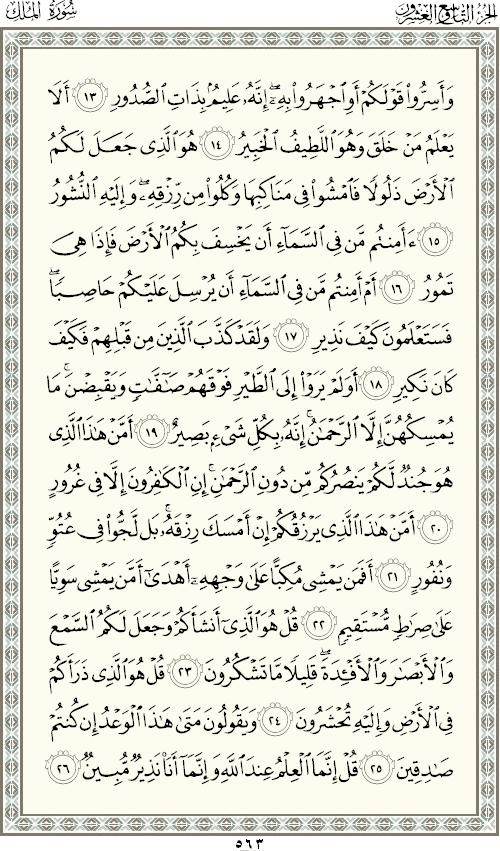 الجزء التاسع والعشرون
سورة الملك
وَأَسِرُّواْ قَوْلَكُمْ أَوِ ٱجْهَرُواْ بِهِۦٓ ۖ إِنَّهُۥ عَلِيمٌۢ بِذَاتِ ٱلصُّدُورِ ١٣ أَلَا
يَعْلَمُ مَنْ خَلَقَ وَهُوَ ٱللَّطِيفُ ٱلْخَبِيرُ ١٤ هُوَ ٱلَّذِى جَعَلَ لَكُمُ
ٱلْأَرْضَ ذَلُولًا فَٱمْشُواْ فِى مَنَاكِبِهَا وَكُلُواْ مِن رِّزْقِهِۦ ۖ وَإِلَيْهِ ٱلنُّشُورُ
١٥ ءَأَمِنتُم مَّن فِى ٱلسَّمَآءِ أَن يَخْسِفَ بِكُمُ ٱلْأَرْضَ فَإِذَا هِىَ
تَمُورُ ١٦ أَمْ أَمِنتُم مَّن فِى ٱلسَّمَآءِ أَن يُرْسِلَ عَلَيْكُمْ حَاصِبًا ۖ
فَسَتَعْلَمُونَ كَيْفَ نَذِيرِ ١٧ وَلَقَدْ كَذَّبَ ٱلَّذِينَ مِن قَبْلِهِمْ فَكَيْفَ
كَانَ نَكِيرِ ١٨ أَوَلَمْ يَرَوْاْ إِلَى ٱلطَّيْرِ فَوْقَهُمْ صَٰٓفَّٰتٍ وَيَقْبِضْنَ ۚ مَا
يُمْسِكُهُنَّ إِلَّا ٱلرَّحْمَٰنُ ۚ إِنَّهُۥ بِكُلِّ شَىْءٍۭ بَصِيرٌ ١٩ أَمَّنْ هَٰذَا ٱلَّذِى
هُوَ جُندٌ لَّكُمْ يَنصُرُكُم مِّن دُونِ ٱلرَّحْمَٰنِ ۚ إِنِ ٱلْكَٰفِرُونَ إِلَّا فِى غُرُورٍ
٢٠ أَمَّنْ هَٰذَا ٱلَّذِى يَرْزُقُكُمْ إِنْ أَمْسَكَ رِزْقَهُۥ ۚ بَل لَّجُّواْ فِى عُتُوٍّ
وَنُفُورٍ ٢١ أَفَمَن يَمْشِى مُكِبًّا عَلَىٰ وَجْهِهِۦٓ أَهْدَىٰٓ أَمَّن يَمْشِى سَوِيًّا
عَلَىٰ صِرَٰطٍ مُّسْتَقِيمٍ ٢٢ قُلْ هُوَ ٱلَّذِىٓ أَنشَأَكُمْ وَجَعَلَ لَكُمُ ٱلسَّمْعَ
وَٱلْأَبْصَٰرَ وَٱلْأَفْـِٔدَةَ ۖ قَلِيلًا مَّا تَشْكُرُونَ ٢٣ قُلْ هُوَ ٱلَّذِى ذَرَأَكُمْ
فِى ٱلْأَرْضِ وَإِلَيْهِ تُحْشَرُونَ ٢٤ وَيَقُولُونَ مَتَىٰ هَٰذَا ٱلْوَعْدُ إِن كُنتُمْ
صَٰدِقِينَ ٢٥ قُلْ إِنَّمَا ٱلْعِلْمُ عِندَ ٱللَّهِ وَإِنَّمَآ أَنَا۠ نَذِيرٌ مُّبِينٌ ٢٦
٥٦٣